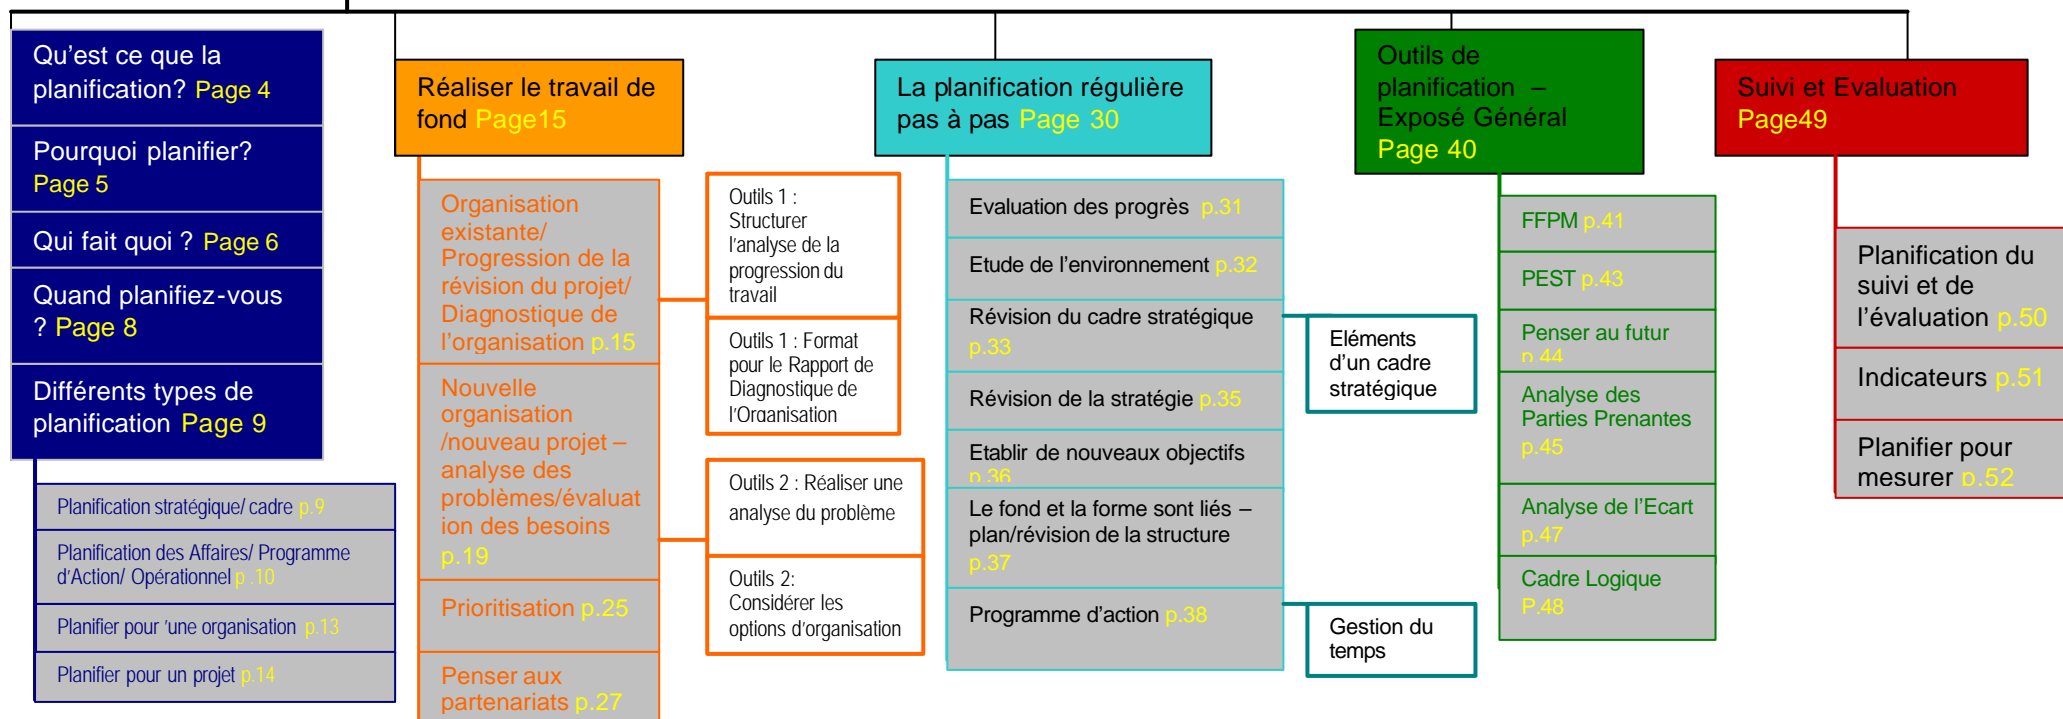 Qu’est ce que la
planification? Page 4
Pourquoi planifier?
Page 5
Qui fait quoi ? Page 6
Quand planifiez-vous
? Page 8
Différents types de
planification Page 9
Planification stratégique/ cadre p.9
Planification des Affaires/ Programme
d’Action/ Opérationnel p .10
Planifier pour ’une organisation p.13
Planifier pour un projet p.14
Réaliser le travail de
fond Page15
Organisation
existante/
Progression de la
révision du projet/
Diagnostique de
l’organisation p.15
Nouvelle
organisation
/nouveau projet –
analyse des
problèmes/évaluat
ion des besoins
p.19
Prioritisation p.25
Penser aux
partenariats p.27
Outils 1 :
Structurer
l’analyse de la
progression du
travail
Outils 1 : Format
pour le Rapport de
Diagnostique de
l’Organisation
Outils 2 : Réaliser une
analyse du problème
Outils 2:
Considérer les
options d’organisation
La planification régulière
pas à pas Page 30
Evaluation des progrès p.31
Etude de l’environnement p.32
Révision du cadre stratégique
p.33
Révision de la stratégie p.35
Etablir de nouveaux objectifs
p.36
Le fond et la forme sont liés –
plan/révision de la structure
p.37
Programme d’action p.38
Eléments
d’un cadre
stratégique
Gestion du
temps
Outils de
planification –
Exposé Général
Page 40
FFPM p.41
PEST p.43
Penser au futur
p.44
Analyse des
Parties Prenantes
p.45
Analyse de l’Ecart
p.47
Cadre Logique
P.48
Suivi et Evaluation
Page49
Planification du
suivi et de
l’évaluation p.50
Indicateurs p.51
Planifier pour
mesurer p.52